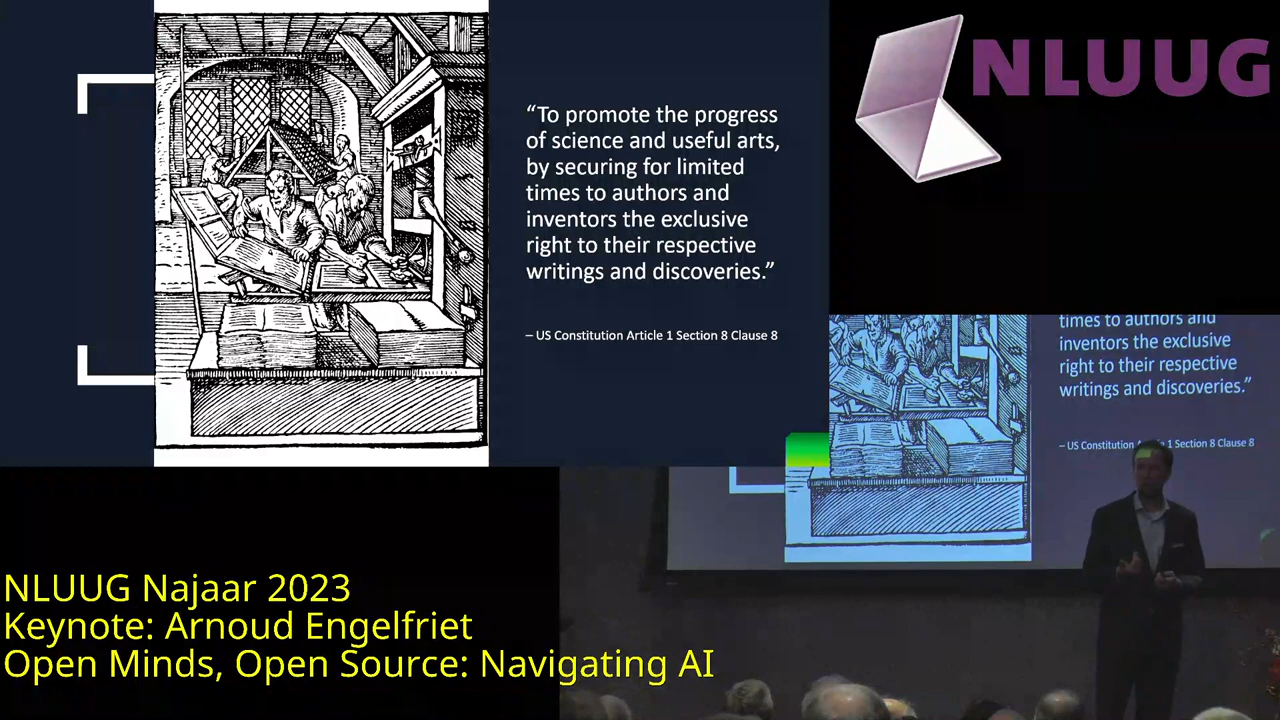 “To promote the progress
of science and useful arts,
by securing for limited
times to authors and
inventors the exclusive
right to their respective
writings and discoveries.”
– US Constitution Article 1 Section 8 Clause 8
NLUUG
times to authors and
inventors the exclusive
right to their respective
writings and discoveries.”
– US Constitution Article 1 Section 8 Clause 8
NLUUG Najaar 2023
Keynote: Arnoud Engelfriet
Open Minds, Open Source: Navigating AI